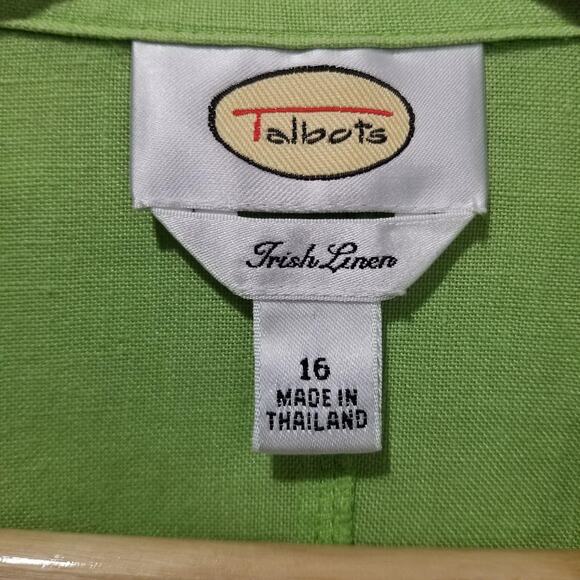 Talbots
Irish Linen
16
MADE IN
THAILAND